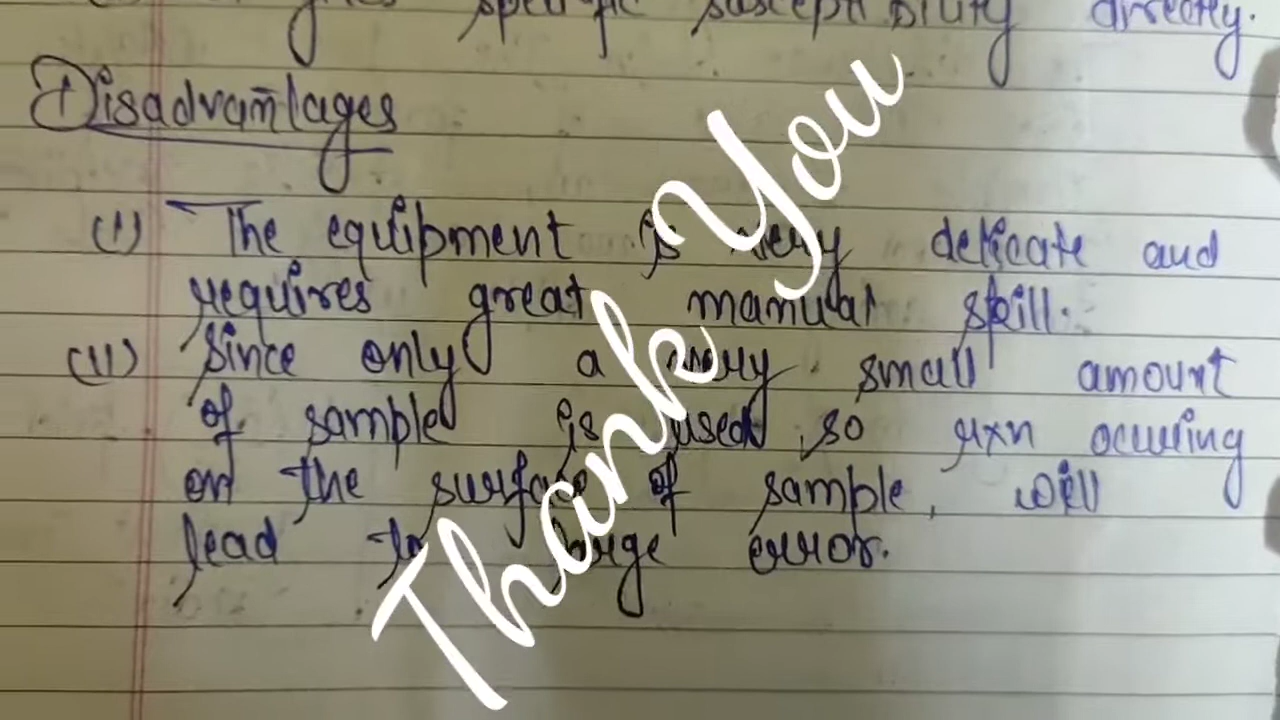 specific susceptibility directly.
Disadvantages
(I) The equipment is very delicate and
requires great manual skill.
(II) Since only a very small amount
of sample is used, so rxn occuring
on the surface of sample, will
lead to large error.
Thank You